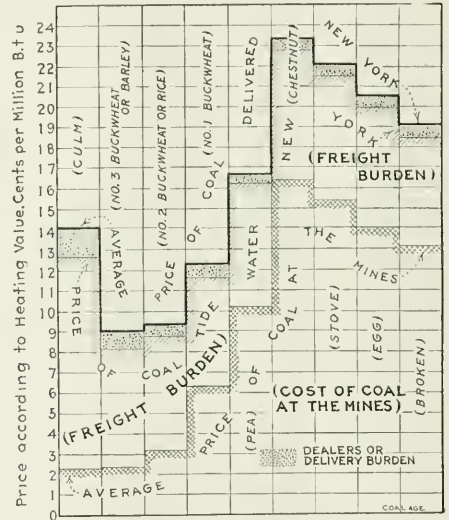 Price according to Heating Value, Cents per Million B.t.u
24
23
22
21
20
19
18
17
16
15
14
13
12
11
10
9
8
7
6
5
4
3
2
1
0
(CULM)
(NO. 3 BUCKWHEAT OR BARLEY)
(NO. 2 BUCKWHEAT OR RICE)
(NO. 1 BUCKWHEAT)
(PEA)
(CHESTNUT)
(STOVE)
(EGG)
(BROKEN)
AVERAGE PRICE OF COAL DELIVERED NEW YORK
PRICE OF COAL TIDE WATER NEW YORK
AVERAGE PRICE OF COAL AT THE MINES
(FREIGHT BURDEN)
(FREIGHT BURDEN)
(COST OF COAL
AT THE MINES)
DEALERS OR
DELIVERY BURDEN
COAL AGE